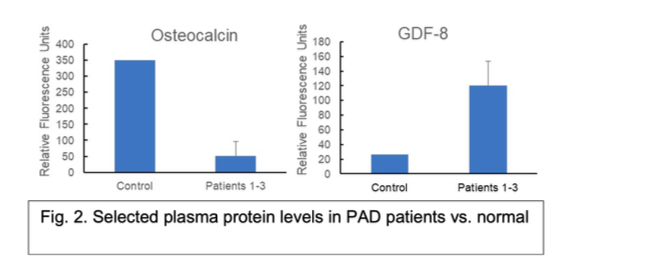 Osteocalcin
Relative Fluorescence Units
400
350
300
250
200
150
100
50
0
Control
Patients 1-3
GDF-8
Relative Fluorescence Units
180
160
140
120
100
80
60
40
20
0
Control
Patients 1-3
Fig. 2. Selected plasma protein levels in PAD patients vs. normal